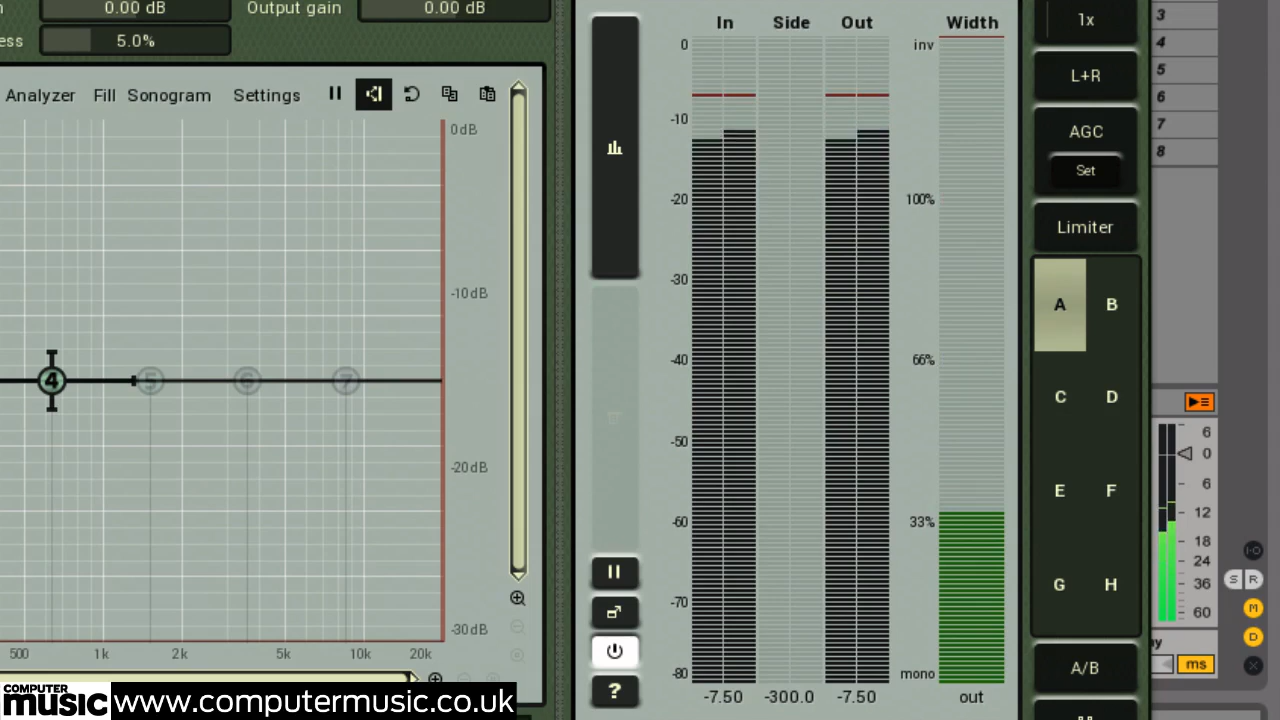 0.00 dB Output gain 0.00 dB
ess 5.0%
Analyzer Fill Sonogram Settings
0dB
-10dB
4 5 6 7
-20dB
-30dB
500 1k 2k 5k 10k 20k
In Side Out Width
0 inv
-10
-20 100%
-30
-40 66%
-50
-60 33%
-70
-80 mono
-7.50 -300.0 -7.50 out
?
1x
L+R
AGC
Set
Limiter
A B
C D
E F
G H
A/B
3
4
5
6
7
8
6
0
6
12
18
24
36
60
I·O
S R
M
D
X
ms
COMPUTER
music www.computermusic.co.uk